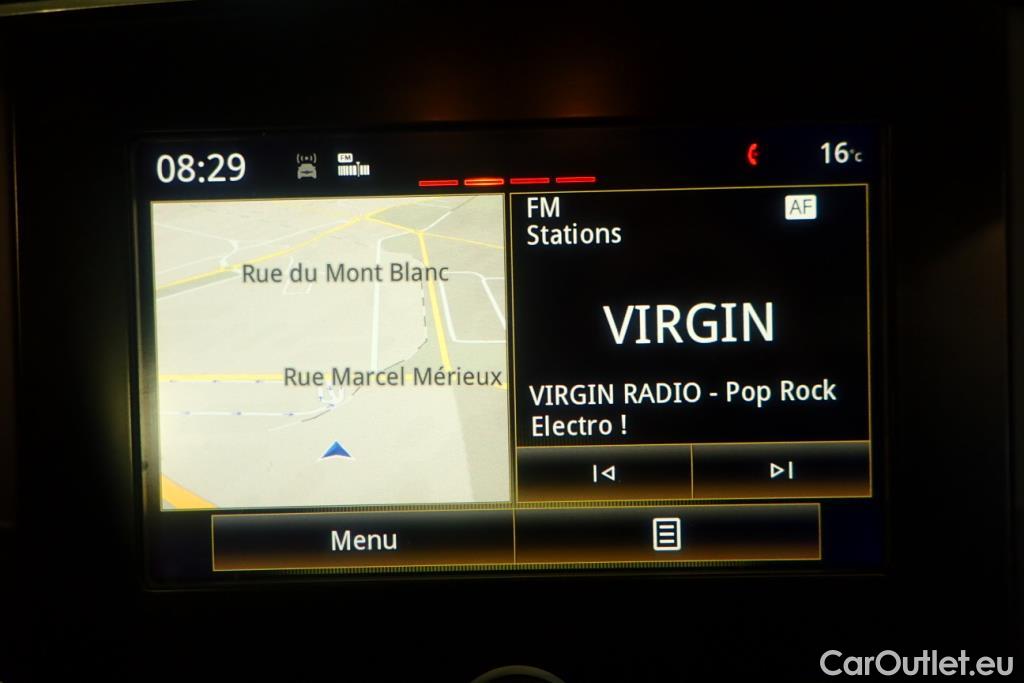 08:29
FM
16°c
FM
AF
Stations
Rue du Mont Blanc
Rue Marcel Mérieux
VIRGIN
VIRGIN RADIO - Pop Rock
Electro !
Menu
CarOutlet.eu